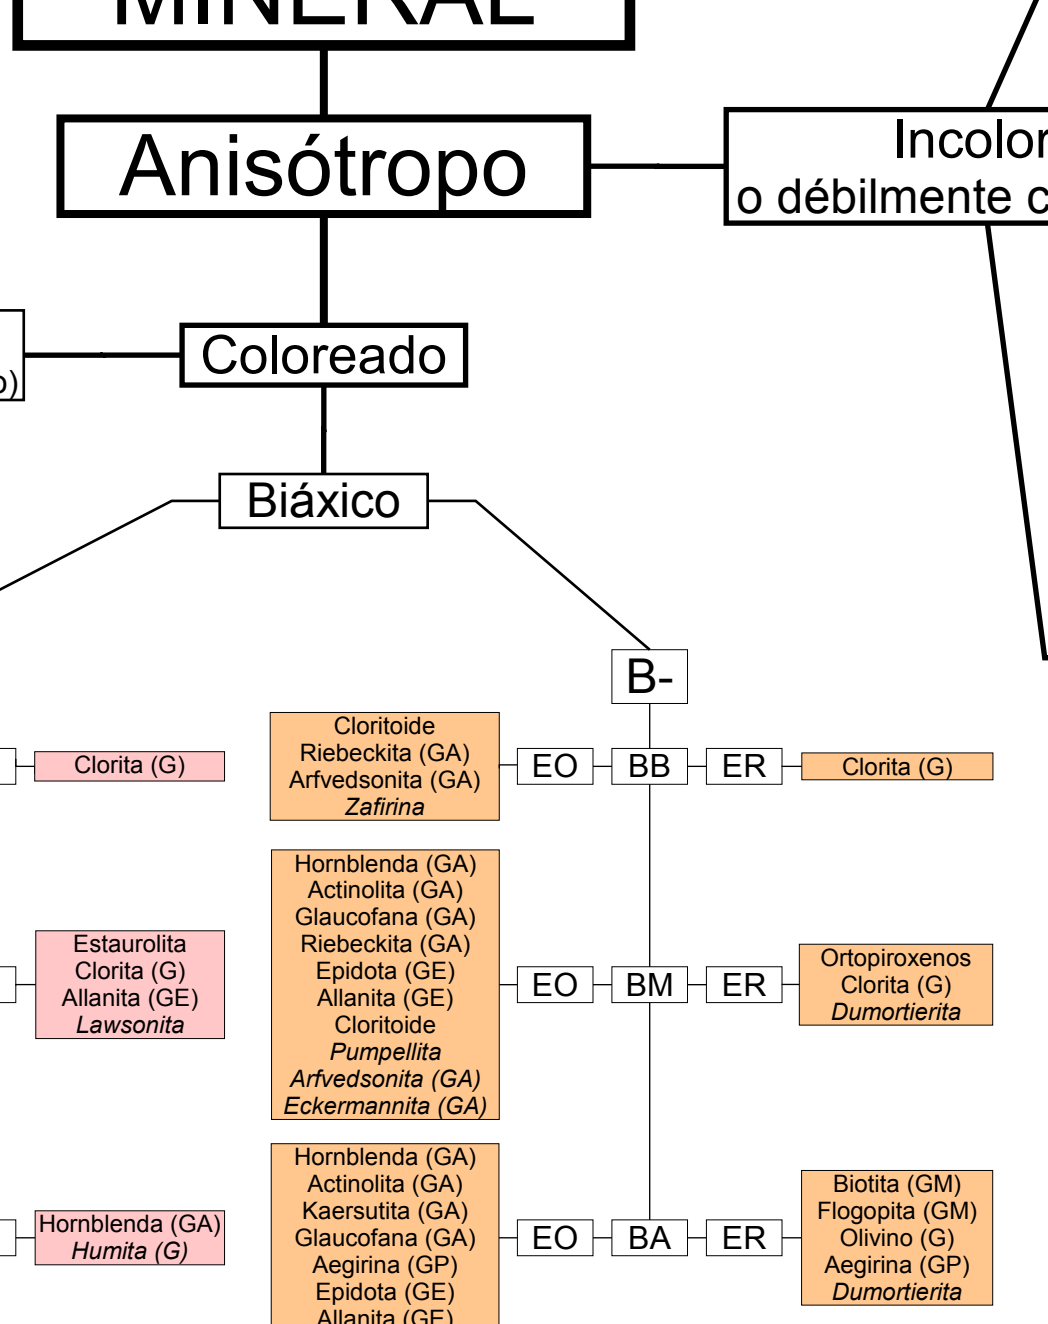 MINERAL
Anisótropo
Incolor
o débilmente c
Coloreado
o)
Biáxico
B-
Clorita (G)
Cloritoide
Riebeckita (GA)
Arfvedsonita (GA)
Zafirina
EO
BB
ER
Clorita (G)
Estaurolita
Clorita (G)
Allanita (GE)
Lawsonita
Hornblenda (GA)
Actinolita (GA)
Glaucofana (GA)
Riebeckita (GA)
Epidota (GE)
Allanita (GE)
Cloritoide
Pumpellita
Arfvedsonita (GA)
Eckermannita (GA)
EO
BM
ER
Ortopiroxenos
Clorita (G)
Dumortierita
Hornblenda (GA)
Humita (G)
Hornblenda (GA)
Actinolita (GA)
Kaersutita (GA)
Glaucofana (GA)
Aegirina (GP)
Epidota (GE)
Allanita (GE)
EO
BA
ER
Biotita (GM)
Flogopita (GM)
Olivino (G)
Aegirina (GP)
Dumortierita